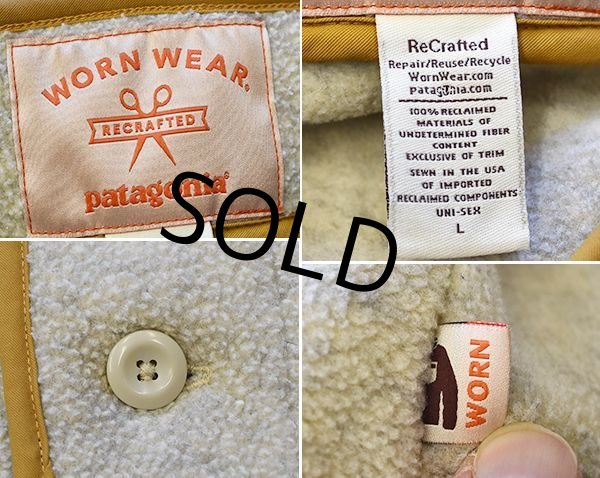 WORN WEAR®
RECRAFTED
patagonia®
ReCrafted
Repair/Reuse/Recycle
WornWear.com
Patagonia.com
100% RECLAIMED
MATERIALS OF
UNDETERMINED FIBER
CONTENT
EXCLUSIVE OF TRIM
SEWN IN THE USA
OF IMPORTED
RECLAIMED COMPONENTS
UNI-SEX
L
SOLD
WORN